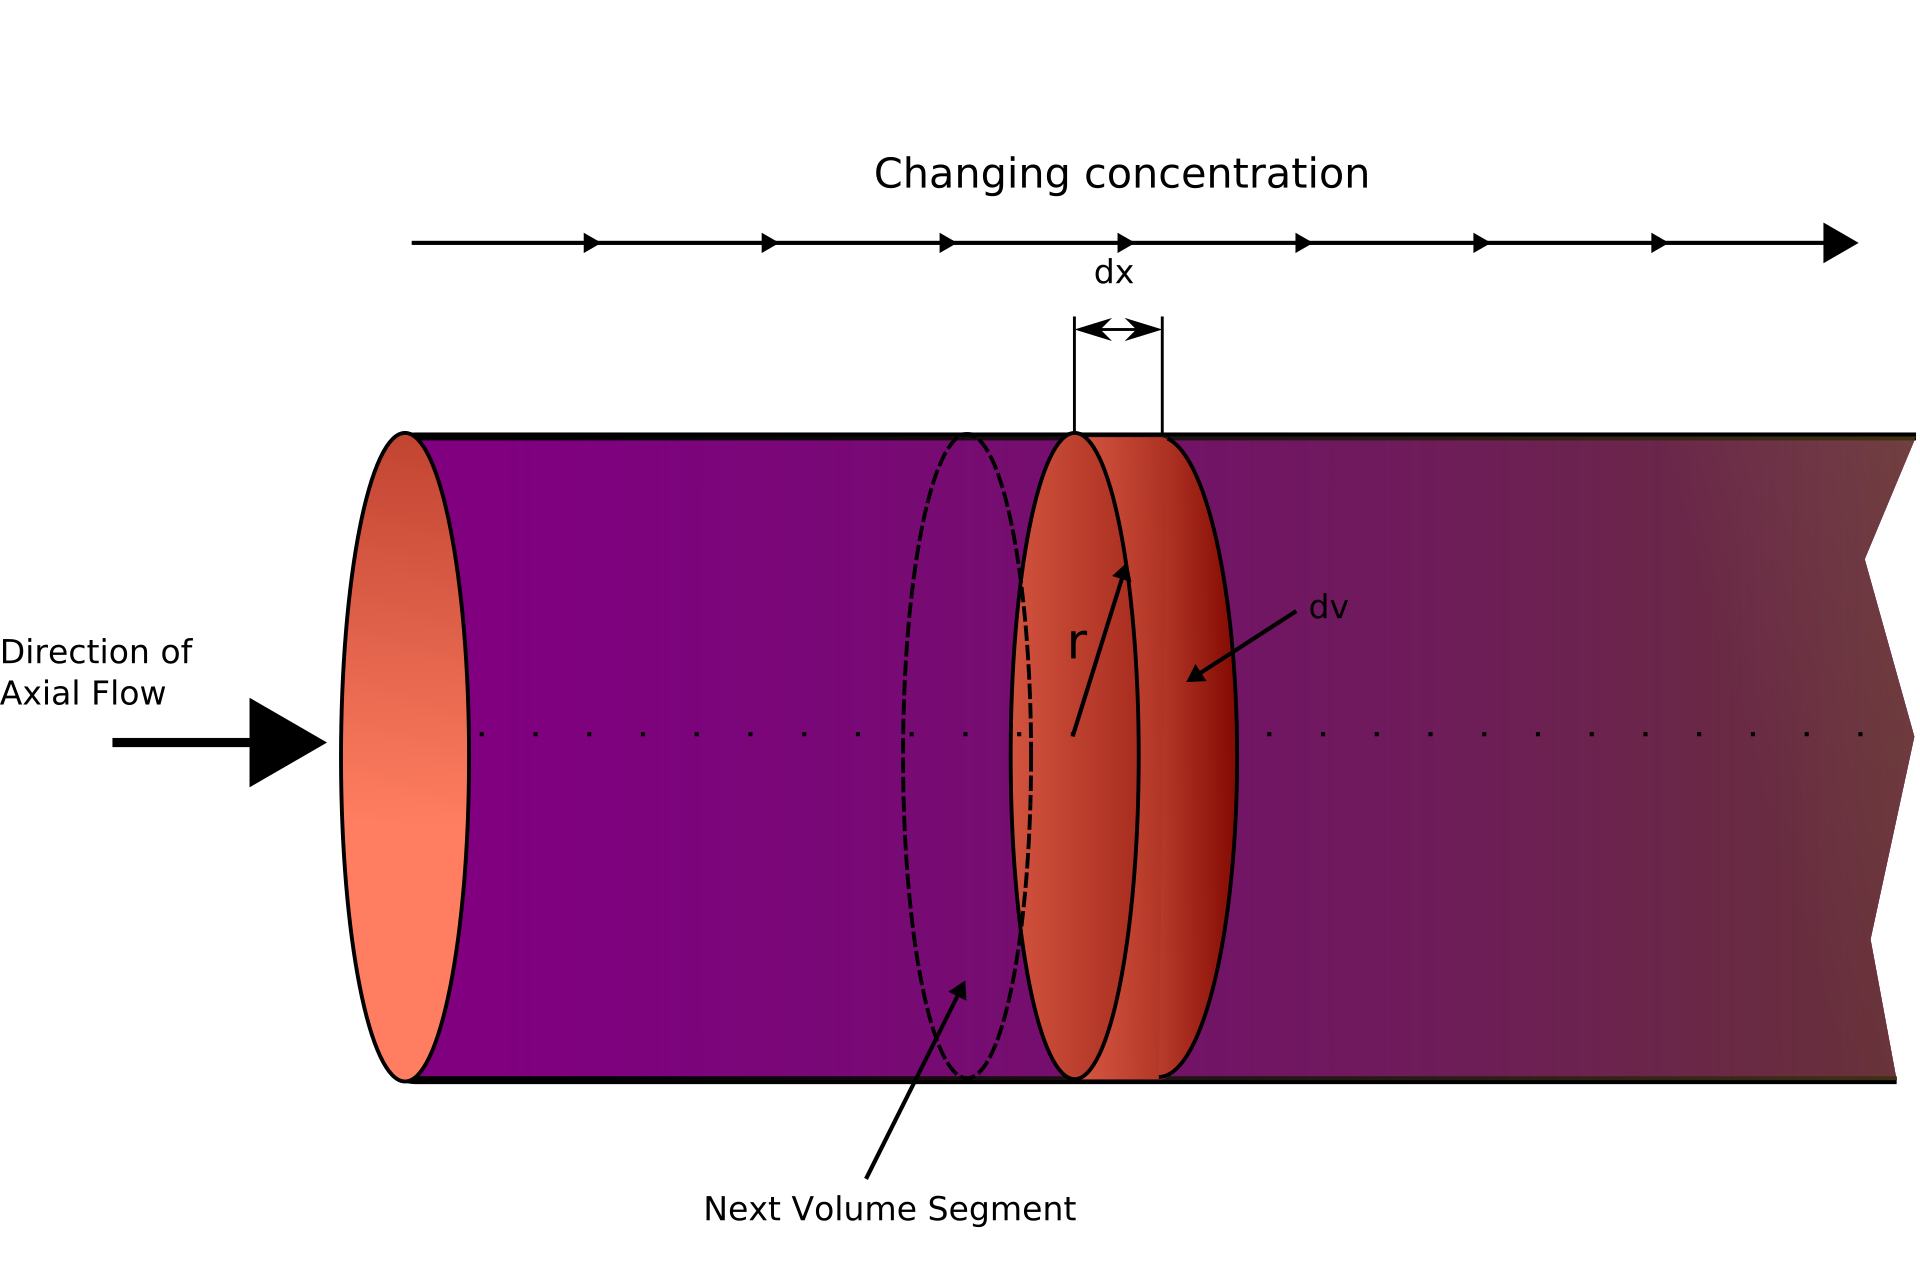 Changing concentration
dx
dv
r
Direction of
Axial Flow
Next Volume Segment